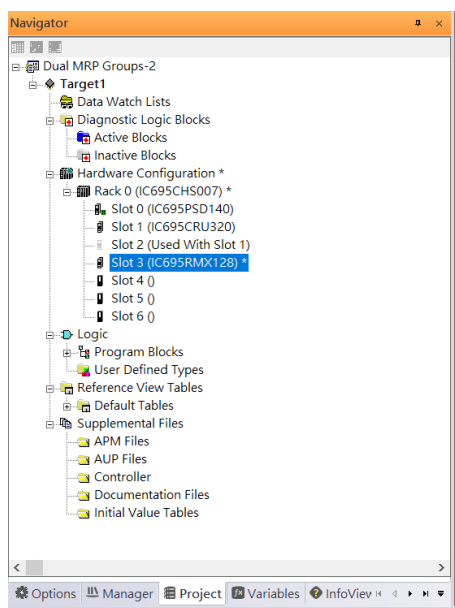 Navigator
Dual MRP Groups-2
Target1
Data Watch Lists
Diagnostic Logic Blocks
Active Blocks
Inactive Blocks
Hardware Configuration *
Rack 0 (IC695CHS007) *
Slot 0 (IC695PSD140)
Slot 1 (IC695CRU320)
Slot 2 (Used With Slot 1)
Slot 3 (IC695RMX128) *
Slot 4 ()
Slot 5 ()
Slot 6 ()
Logic
Program Blocks
User Defined Types
Reference View Tables
Default Tables
Supplemental Files
APM Files
AUP Files
Controller
Documentation Files
Initial Value Tables
Options Manager Project Variables InfoView